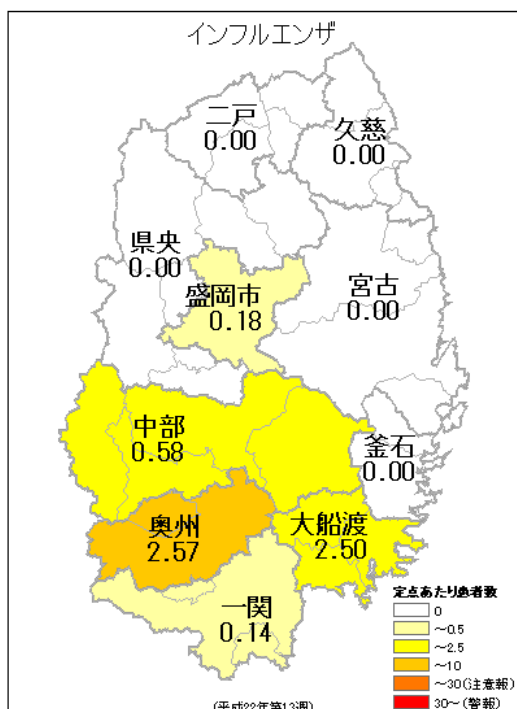 インフルエンザ
二戸
0.00
久慈
0.00
県央
0.00
盛岡市
0.18
宮古
0.00
中部
0.58
釜石
0.00
奥州
2.57
大船渡
2.50
一関
0.14
定点あたり患者数
0
～0.5
～2.5
～10
～30(注意報)
30～(警報)
(平成22年第13週)